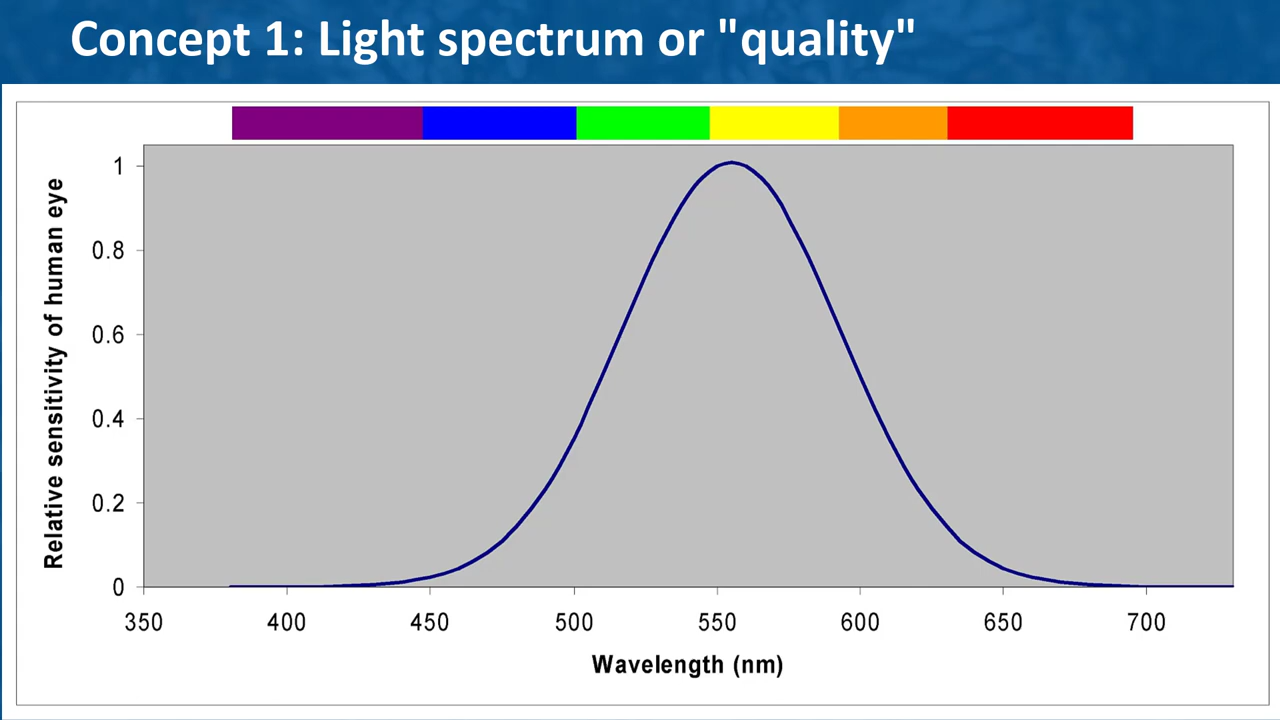 Concept 1: Light spectrum or "quality"
Relative sensitivity of human eye
1
0.8
0.6
0.4
0.2
0
350 400 450 500 550 600 650 700
Wavelength (nm)